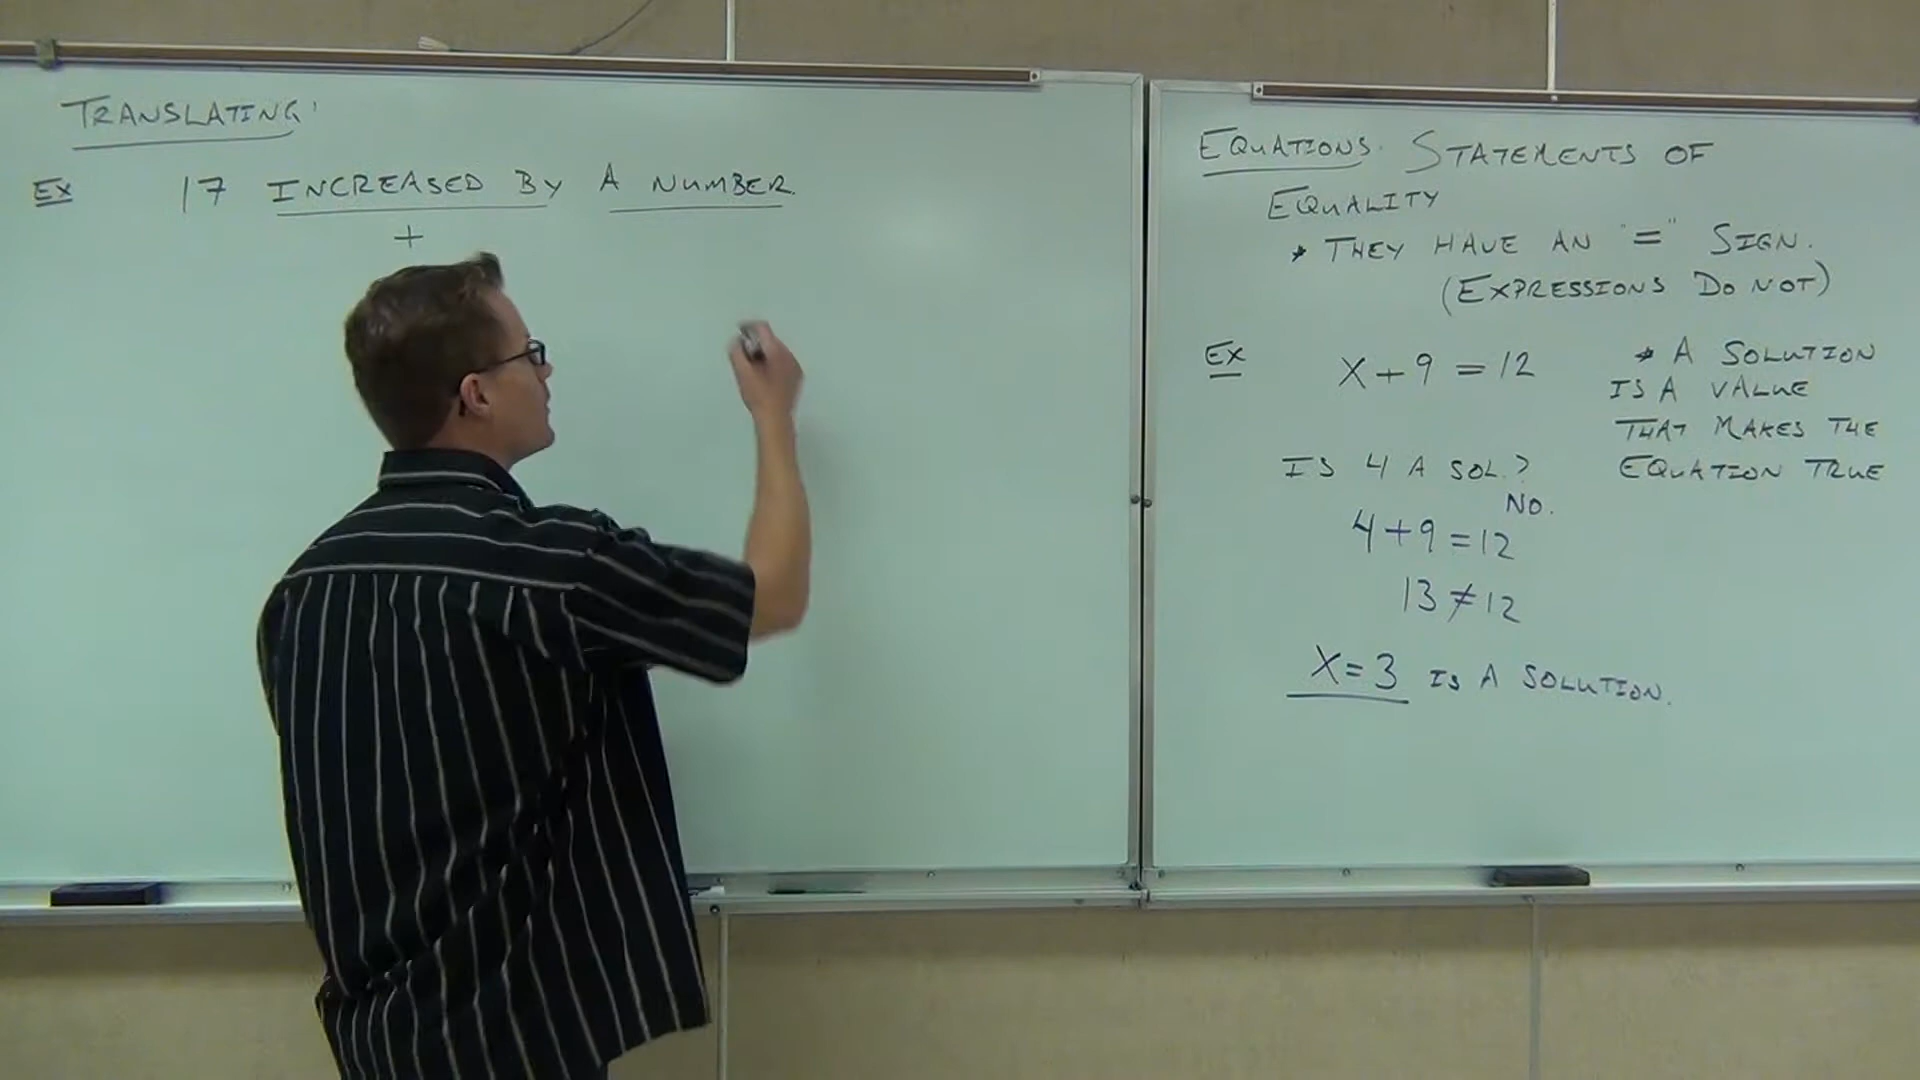 TRANSLATING:
EX 17 INCREASED BY A NUMBER.
+
EQUATIONS: STATEMENTS OF
EQUALITY
* THEY HAVE AN "=" SIGN.
(EXPRESSIONS DO NOT)
EX X+9=12
* A SOLUTION
IS A VALUE
THAT MAKES THE
EQUATION TRUE
IS 4 A SOL.?
NO.
4+9=12
13≠12
X=3 IS A SOLUTION.